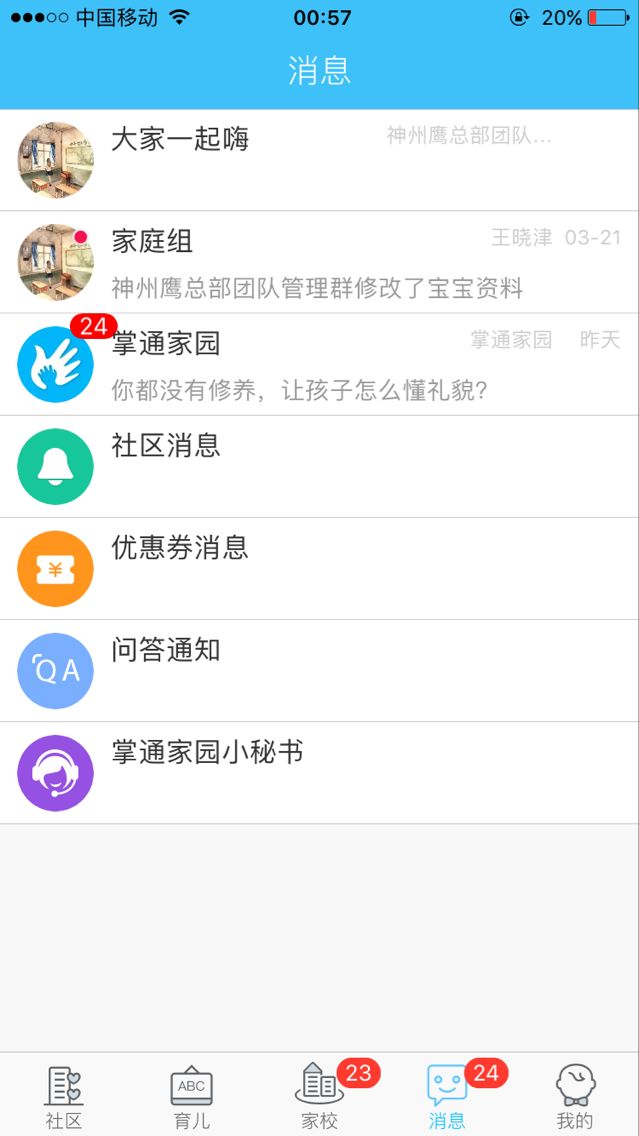 中国移动 00:57 20%
消息
大家一起嗨 神州鹰总部团队...
家庭组 王晓津 03-21
神州鹰总部团队管理群修改了宝宝资料
24
掌通家园 掌通家园 昨天
你都没有修养，让孩子怎么懂礼貌？
社区消息
¥
优惠券消息
QA
问答通知
掌通家园小秘书
ABC 23 24
社区 育儿 家校 消息 我的